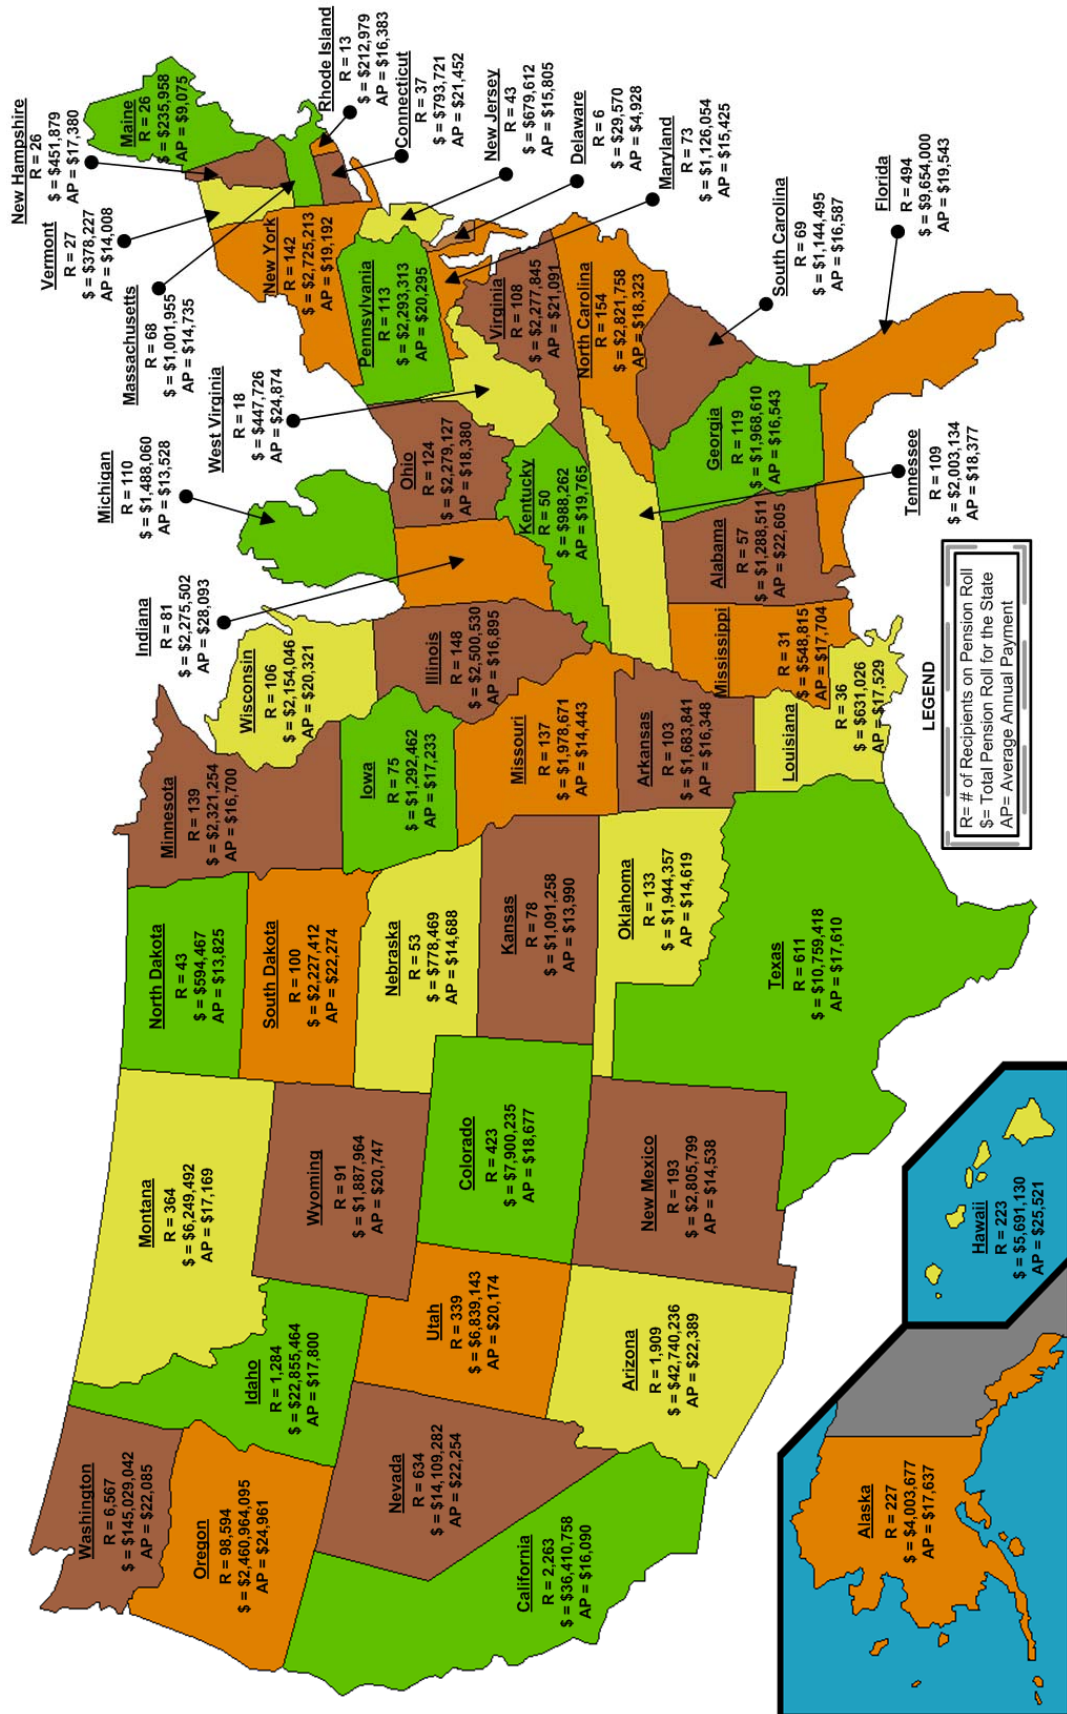 Washington
R = 6,567
$ = $145,029,042
AP = $22,085
Oregon
R = 98,594
$ = $2,460,964,095
AP = $24,961
California
R = 2,263
$ = $36,410,758
AP = $16,090
Nevada
R = 634
$ = $14,109,282
AP = $22,254
Idaho
R = 1,284
$ = $22,855,464
AP = $17,800
Montana
R = 364
$ = $6,249,492
AP = $17,169
Wyoming
R = 91
$ = $1,887,964
AP = $20,747
Utah
R = 339
$ = $6,839,143
AP = $20,174
Arizona
R = 1,909
$ = $42,740,236
AP = $22,389
Colorado
R = 423
$ = $7,900,235
AP = $18,677
New Mexico
R = 193
$ = $2,805,799
AP = $14,538
North Dakota
R = 43
$ = $594,467
AP = $13,825
South Dakota
R = 100
$ = $2,227,412
AP = $22,274
Nebraska
R = 53
$ = $778,469
AP = $14,688
Kansas
R = 78
$ = $1,091,258
AP = $13,990
Oklahoma
R = 133
$ = $1,944,357
AP = $14,619
Texas
R = 611
$ = $10,759,418
AP = $17,610
Minnesota
R = 139
$ = $2,321,254
AP = $16,700
Iowa
R = 75
$ = $1,292,462
AP = $17,233
Missouri
R = 137
$ = $1,978,671
AP = $14,443
Arkansas
R = 103
$ = $1,683,841
AP = $16,348
Louisiana
R = 36
$ = $631,026
AP = $17,529
Wisconsin
R = 106
$ = $2,154,046
AP = $20,321
Illinois
R = 148
$ = $2,500,530
AP = $16,895
Mississippi
R = 31
$ = $548,815
AP = $17,704
Indiana
R = 81
$ = $2,275,502
AP = $28,093
Michigan
R = 110
$ = $1,488,060
AP = $13,528
Ohio
R = 124
$ = $2,279,127
AP = $18,380
Kentucky
R = 50
$ = $988,262
AP = $19,765
Tennessee
R = 109
$ = $2,003,134
AP = $18,377
Alabama
R = 57
$ = $1,288,511
AP = $22,605
Georgia
R = 119
$ = $1,968,610
AP = $16,543
Florida
R = 494
$ = $9,654,000
AP = $19,543
South Carolina
R = 69
$ = $1,144,495
AP = $16,587
North Carolina
R = 154
$ = $2,821,758
AP = $18,323
Virginia
R = 108
$ = $2,277,845
AP = $21,091
West Virginia
R = 18
$ = $447,726
AP = $24,874
Pennsylvania
R = 113
$ = $2,293,313
AP = $20,295
New York
R = 142
$ = $2,725,213
AP = $19,192
Massachusetts
R = 68
$ = $1,001,955
AP = $14,735
Vermont
R = 27
$ = $378,227
AP = $14,008
New Hampshire
R = 26
$ = $451,879
AP = $17,380
Maine
R = 26
$ = $235,958
AP = $9,075
Rhode Island
R = 13
$ = $212,979
AP = $16,383
Connecticut
R = 37
$ = $793,721
AP = $21,452
New Jersey
R = 43
$ = $679,612
AP = $15,805
Delaware
R = 6
$ = $29,570
AP = $4,928
Maryland
R = 73
$ = $1,126,054
AP = $15,425
Alaska
R = 227
$ = $4,003,677
AP = $17,637
Hawaii
R = 223
$ = $5,691,130
AP = $25,521
LEGEND
R= # of Recipients on Pension Roll
$= Total Pension Roll for the State
AP= Average Annual Payment